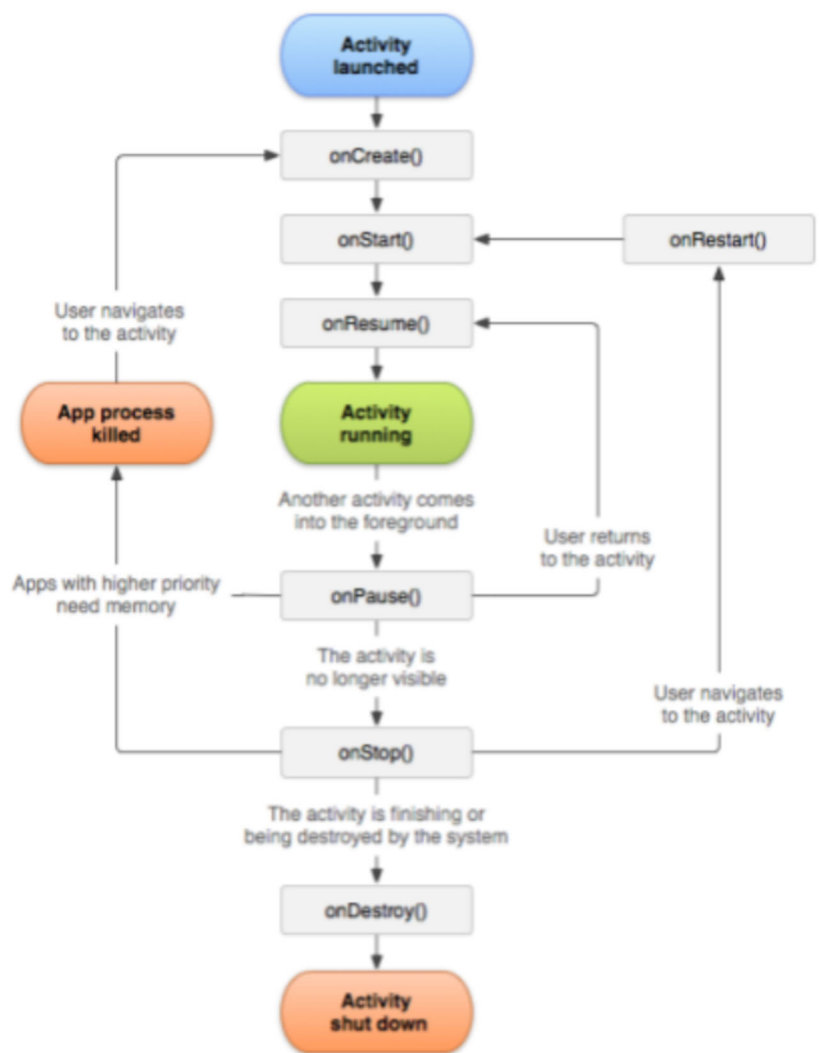 Activity
launched
onCreate()
onStart()
onRestart()
User navigates
to the activity
onResume()
App process
killed
Activity
running
Another activity comes
into the foreground
User returns
to the activity
Apps with higher priority
need memory
onPause()
The activity is
no longer visible
User navigates
to the activity
onStop()
The activity is finishing or
being destroyed by the system
onDestroy()
Activity
shut down